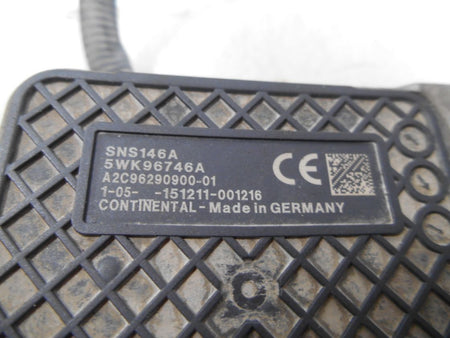 SNS146A
5WK96746A
A2C96290900-01
1-05- -151211-001216
CONTINENTAL - Made in GERMANY
CE